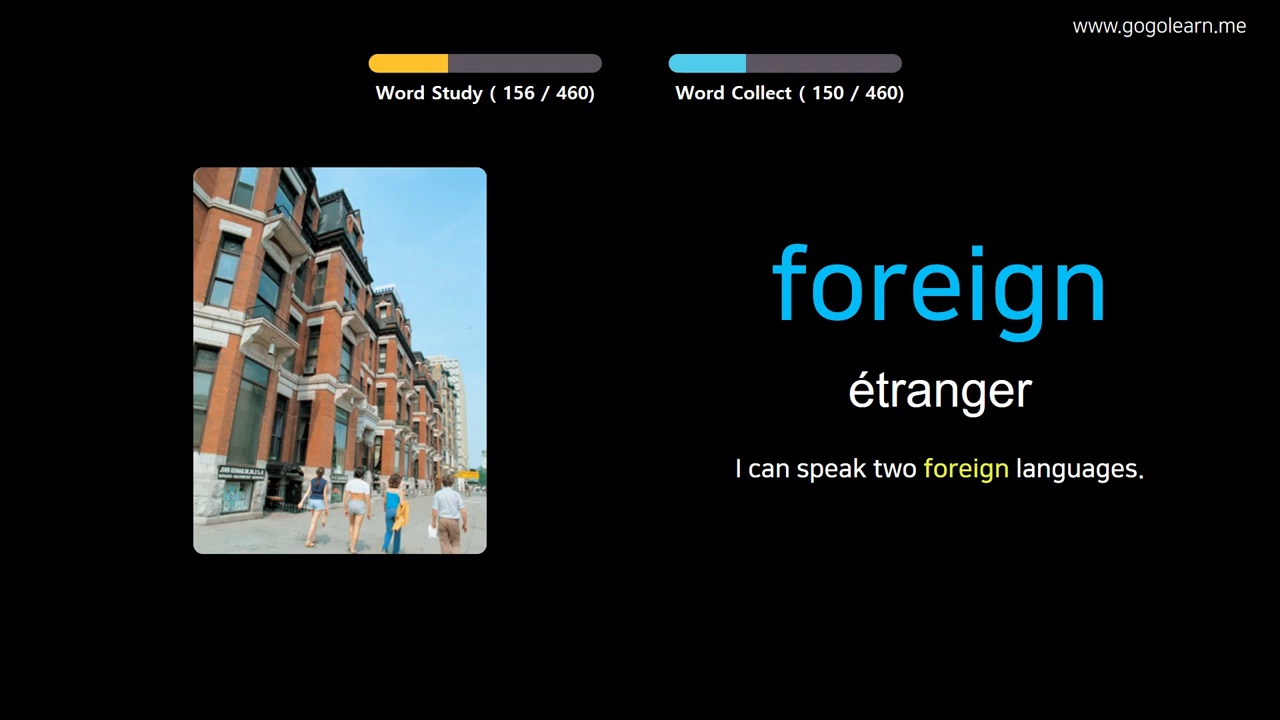 www.gogolearn.me
Word Study ( 156 / 460)
Word Collect ( 150 / 460)
foreign
étranger
I can speak two foreign languages.